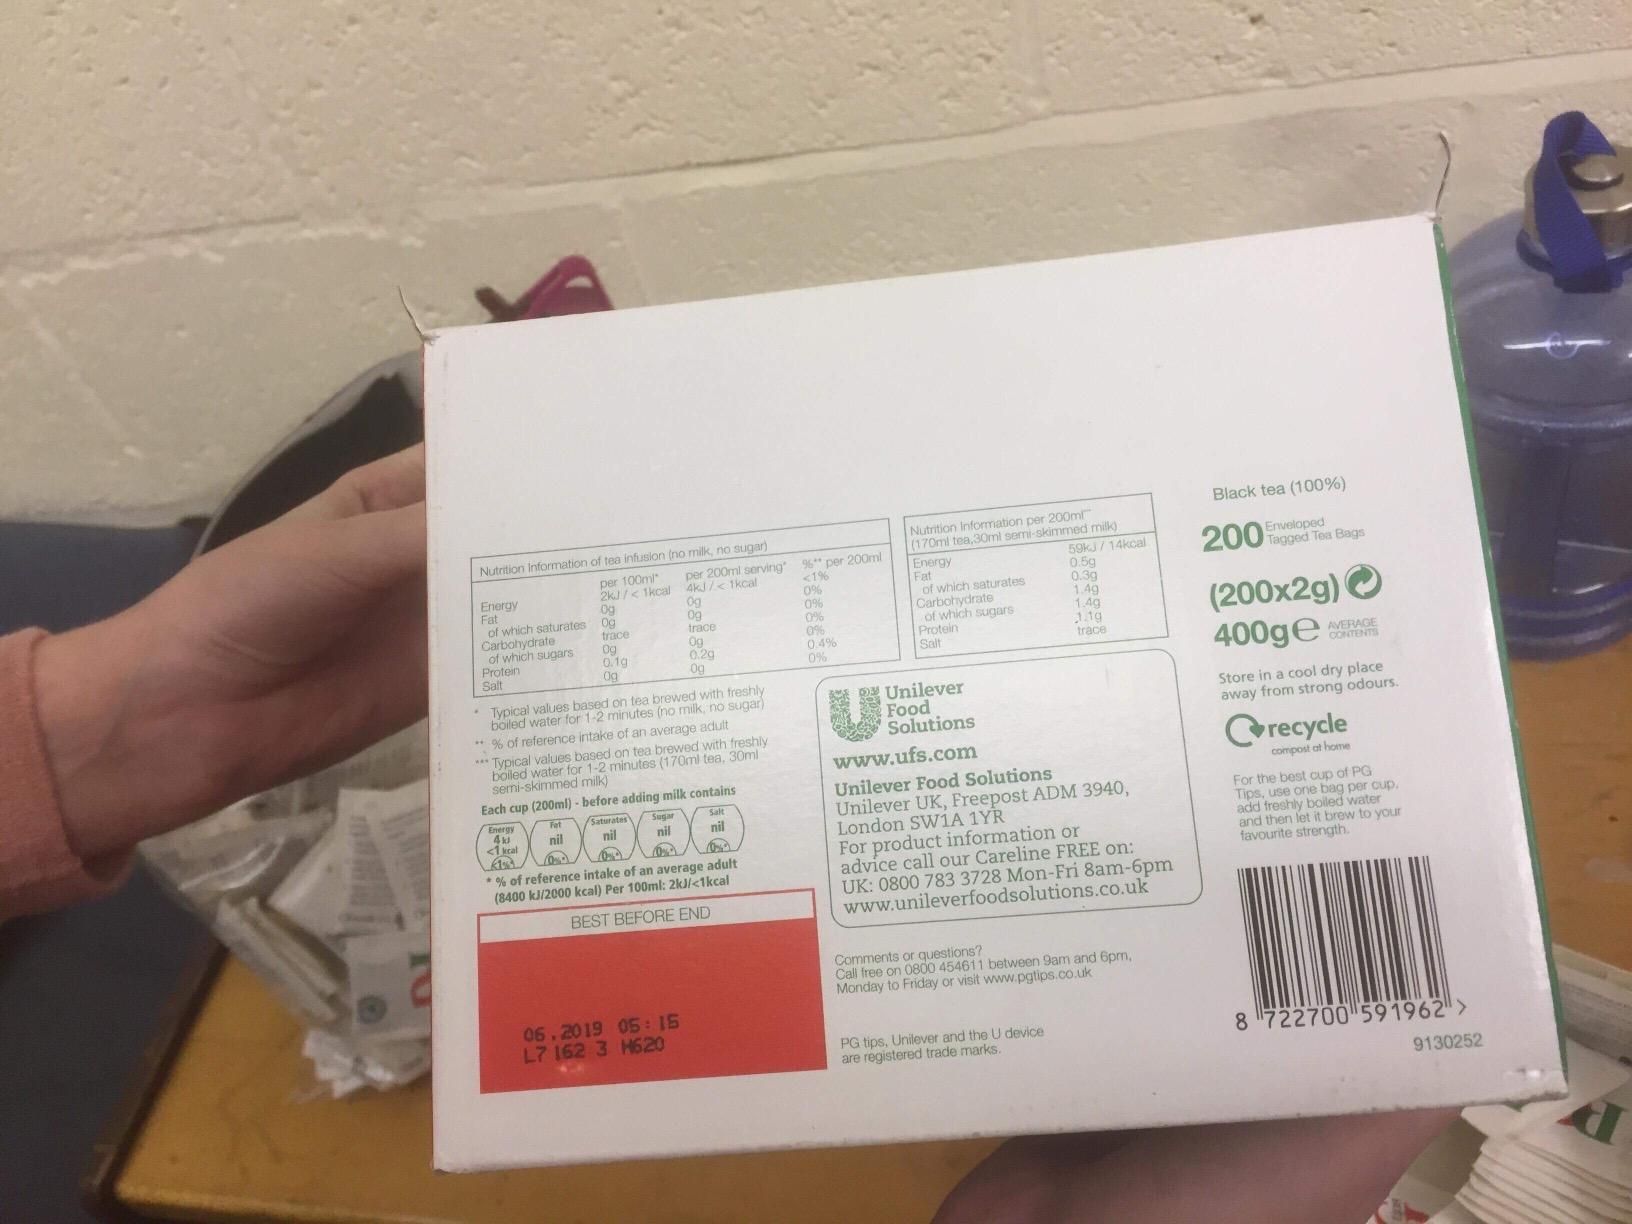 Nutrition Information of tea infusion (no milk, no sugar)
per 100ml* per 200ml serving* %** per 200ml
Energy 2kJ / < 1kcal 4kJ / < 1kcal <1%
Fat 0g 0g 0%
of which saturates 0g 0g 0%
Carbohydrate trace trace 0%
of which sugars 0g 0g 0%
Protein 0.1g 0.2g 0.4%
Salt 0g 0g 0%
* Typical values based on tea brewed with freshly
boiled water for 1-2 minutes (no milk, no sugar)
** % of reference intake of an average adult
*** Typical values based on tea brewed with freshly
boiled water for 1-2 minutes (170ml tea, 30ml
semi-skimmed milk)
Each cup (200ml) - before adding milk contains
Energy Fat Saturates Sugar Salt
4 kJ nil nil nil nil
<1 kcal
<1%* 0%* 0%* 0%* 0%*
* % of reference intake of an average adult
(8400 kJ/2000 kcal) Per 100ml: 2kJ/<1kcal
BEST BEFORE END
06.2019 05:15
L7 162 3 H620
Nutrition Information per 200ml***
(170ml tea,30ml semi-skimmed milk)
Energy 59kJ / 14kcal
Fat 0.5g
of which saturates 0.3g
Carbohydrate 1.4g
of which sugars 1.4g
Protein 1.1g
Salt trace
Unilever
Food
Solutions
www.ufs.com
Unilever Food Solutions
Unilever UK, Freepost ADM 3940,
London SW1A 1YR
For product information or
advice call our Careline FREE on:
UK: 0800 783 3728 Mon-Fri 8am-6pm
www.unileverfoodsolutions.co.uk
Comments or questions?
Call free on 0800 454611 between 9am and 6pm,
Monday to Friday or visit www.pgtips.co.uk
PG tips, Unilever and the U device
are registered trade marks.
Black tea (100%)
200 Enveloped
Tagged Tea Bags
(200x2g)
400g e AVERAGE
CONTENTS
Store in a cool dry place
away from strong odours.
recycle
compost at home
For the best cup of PG
Tips, use one bag per cup,
add freshly boiled water
and then let it brew to your
favourite strength.
8 722700 591962 >
9130252